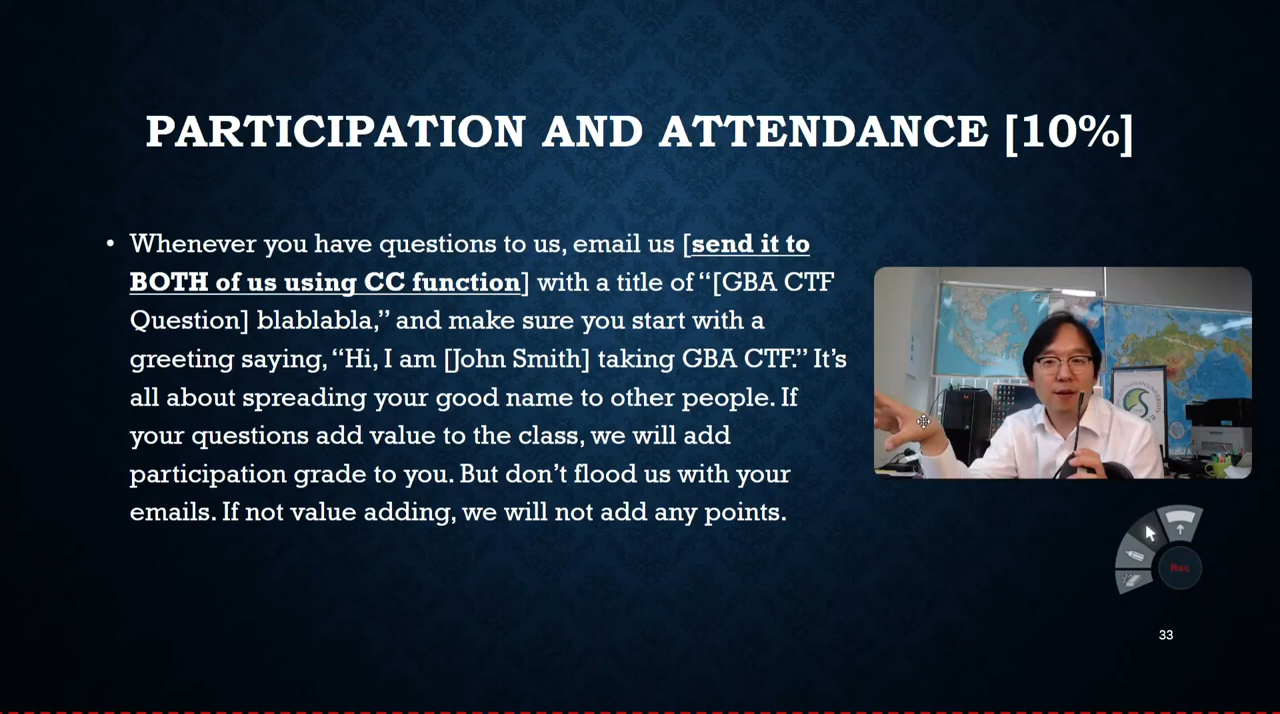 PARTICIPATION AND ATTENDANCE [10%]
• Whenever you have questions to us, email us [send it to
BOTH of us using CC function] with a title of “[GBA CTF
Question] blablabla,” and make sure you start with a
greeting saying, “Hi, I am [John Smith] taking GBA CTF.” It’s
all about spreading your good name to other people. If
your questions add value to the class, we will add
participation grade to you. But don’t flood us with your
emails. If not value adding, we will not add any points.
Rec
33